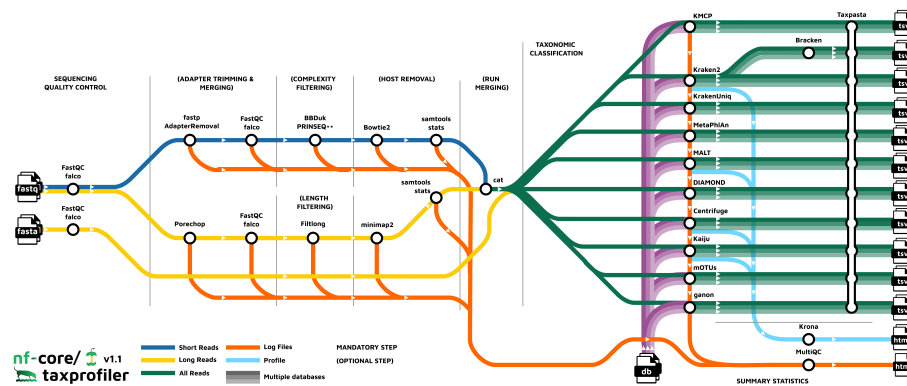 SEQUENCING
QUALITY CONTROL
(ADAPTER TRIMMING &
MERGING)
(COMPLEXITY
FILTERING)
(HOST REMOVAL)
(RUN
MERGING)
TAXONOMIC
CLASSIFICATION
fastp
AdapterRemoval
FastQC
falco
BBDuk
PRINSEQ++
Bowtie2
samtools
stats
FastQC
falco
fastq
FastQC
falco
fasta
(LENGTH
FILTERING)
Porechop
FastQC
falco
Filtlong
minimap2
samtools
stats
cat
KMCP
Kraken2
Bracken
KrakenUniq
MetaPhlAn
MALT
DIAMOND
Centrifuge
Kaiju
mOTUs
ganon
Taxpasta
tsv
tsv
tsv
tsv
tsv
tsv
tsv
tsv
tsv
tsv
tsv
Krona
MultiQC
db
SUMMARY STATISTICS
nf-core/
taxprofiler
v1.1
Short Reads
Long Reads
All Reads
Log Files
Profile
Multiple databases
MANDATORY STEP
(OPTIONAL STEP)